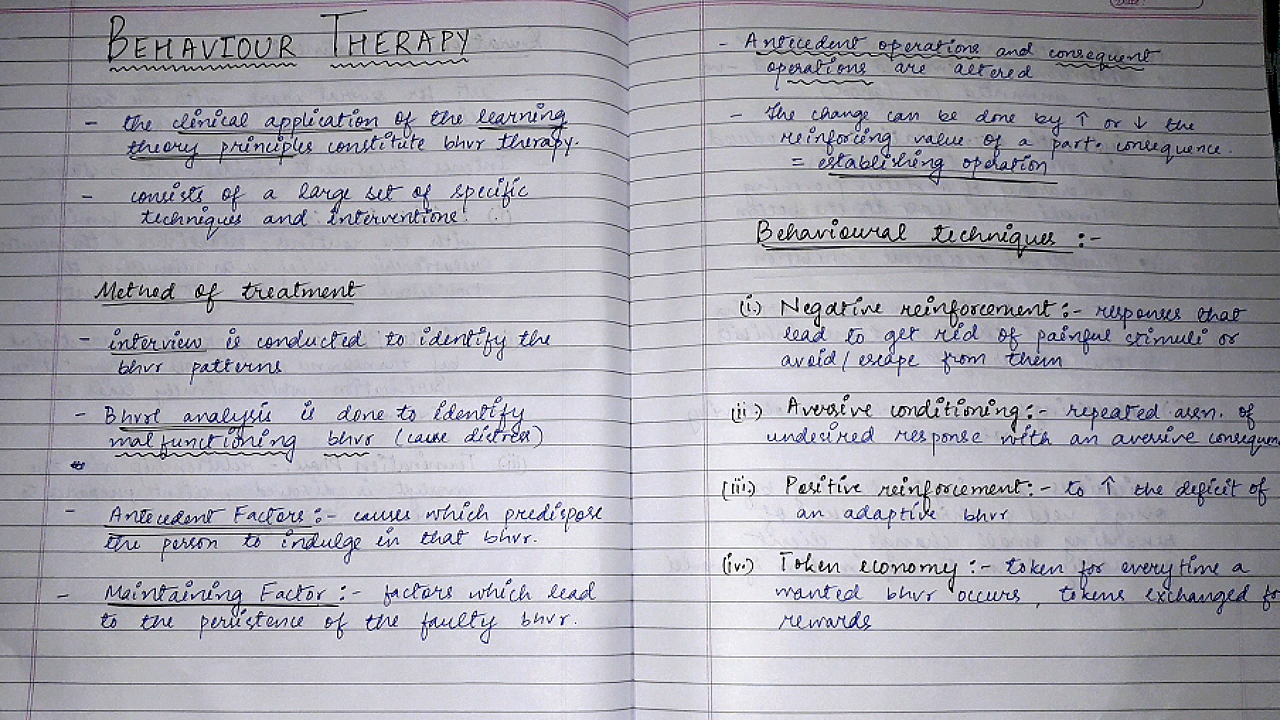 BEHAVIOUR THERAPY
- the clinical application of the learning
theory principles constitute bhvr therapy.
- consists of a large set of specific
techniques and interventions.
Method of treatment
- interview is conducted to identify the
bhvr patterns
- Bhvrl analysis is done to identify
malfunctioning bhvr (cause distress)
- Antecedent Factors :- causes which predispose
the person to indulge in that bhvr.
- Maintaining Factor :- factors which lead
to the persistence of the faulty bhvr.
Date:
- Antecedent operations and consequent
operations are altered
- The change can be done by ↑ or ↓ the
reinforcing value of a part. consequence.
= establishing operation
Behavioural techniques :-
(i.) Negative reinforcement :- responses that
lead to get rid of painful stimuli or
avoid/escape from them
(ii.) Aversive conditioning :- repeated assn. of
undesired response with an aversive consequen
(iii.) Positive reinforcement :- to ↑ the deficit of
an adaptive bhvr
(iv.) Token economy :- token for everytime a
wanted bhvr occurs, tokens exchanged fo
rewards